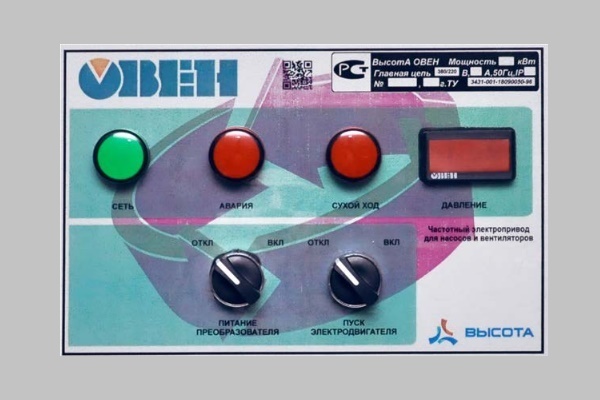 ОВЕН
РСТ
ВысотА ОВЕН Мощность кВт
Главная цепь 380/220 В, А,50Гц,IP
№ , г.ТУ 3431-001-18090050-96
СЕТЬ АВАРИЯ СУХОЙ ХОД ДАВЛЕНИЕ
ОВЕН
Частотный электропривод
для насосов и вентиляторов
ОТКЛ ВКЛ ОТКЛ ВКЛ
ПИТАНИЕ
ПРЕОБРАЗОВАТЕЛЯ
ПУСК
ЭЛЕКТРОДВИГАТЕЛЯ
ВЫСОТА